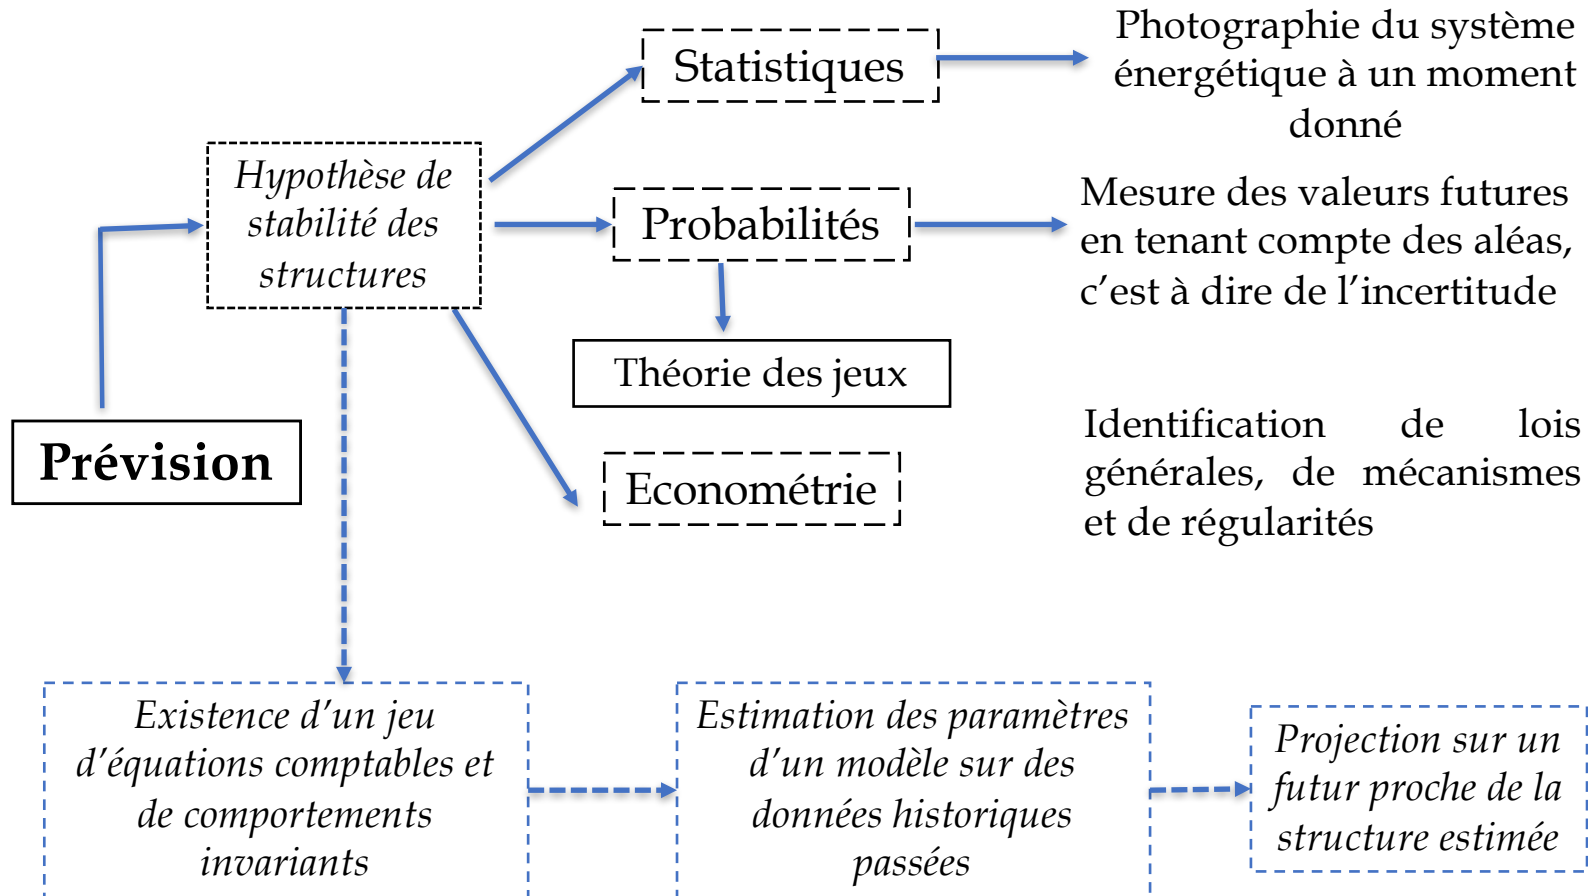 Statistiques
Photographie du système
énergétique à un moment
donné
Hypothèse de
stabilité des
structures
Probabilités
Mesure des valeurs futures
en tenant compte des aléas,
c’est à dire de l’incertitude
Théorie des jeux
Prévision
Econométrie
Identification de lois
générales, de mécanismes
et de régularités
Existence d’un jeu
d’équations comptables et
de comportements
invariants
Estimation des paramètres
d’un modèle sur des
données historiques
passées
Projection sur un
futur proche de la
structure estimée